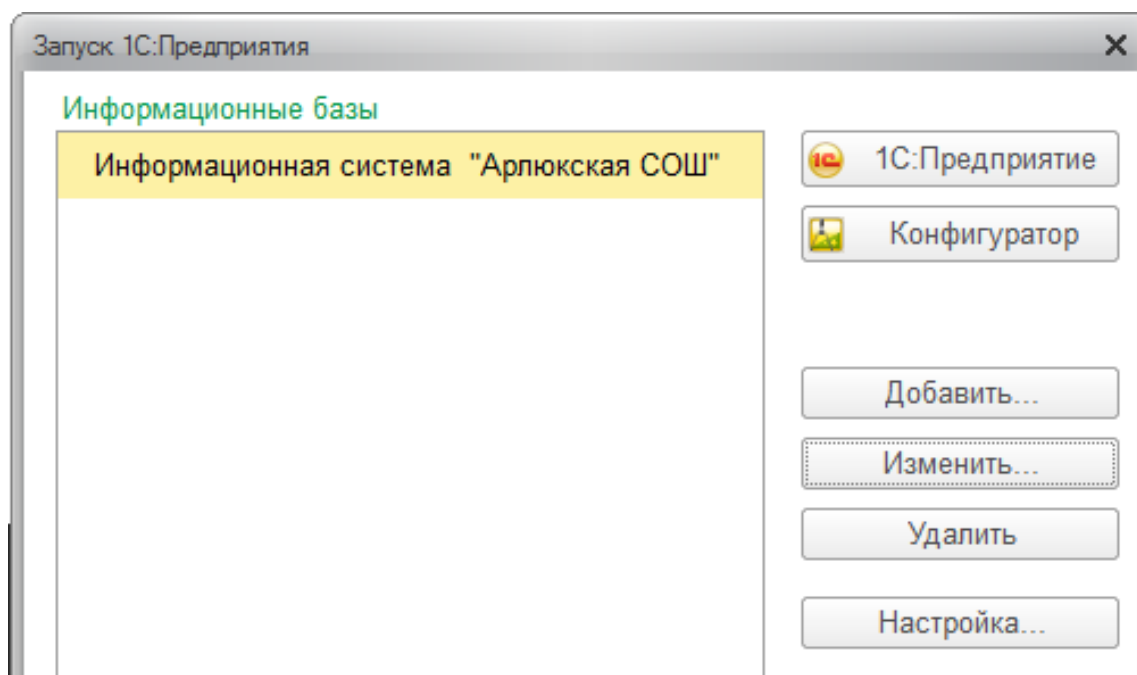 Запуск 1С:Предприятия
Информационные базы
Информационная система "Арлюкская СОШ"
1С:Предприятие
Конфигуратор
Добавить...
Изменить...
Удалить
Настройка...